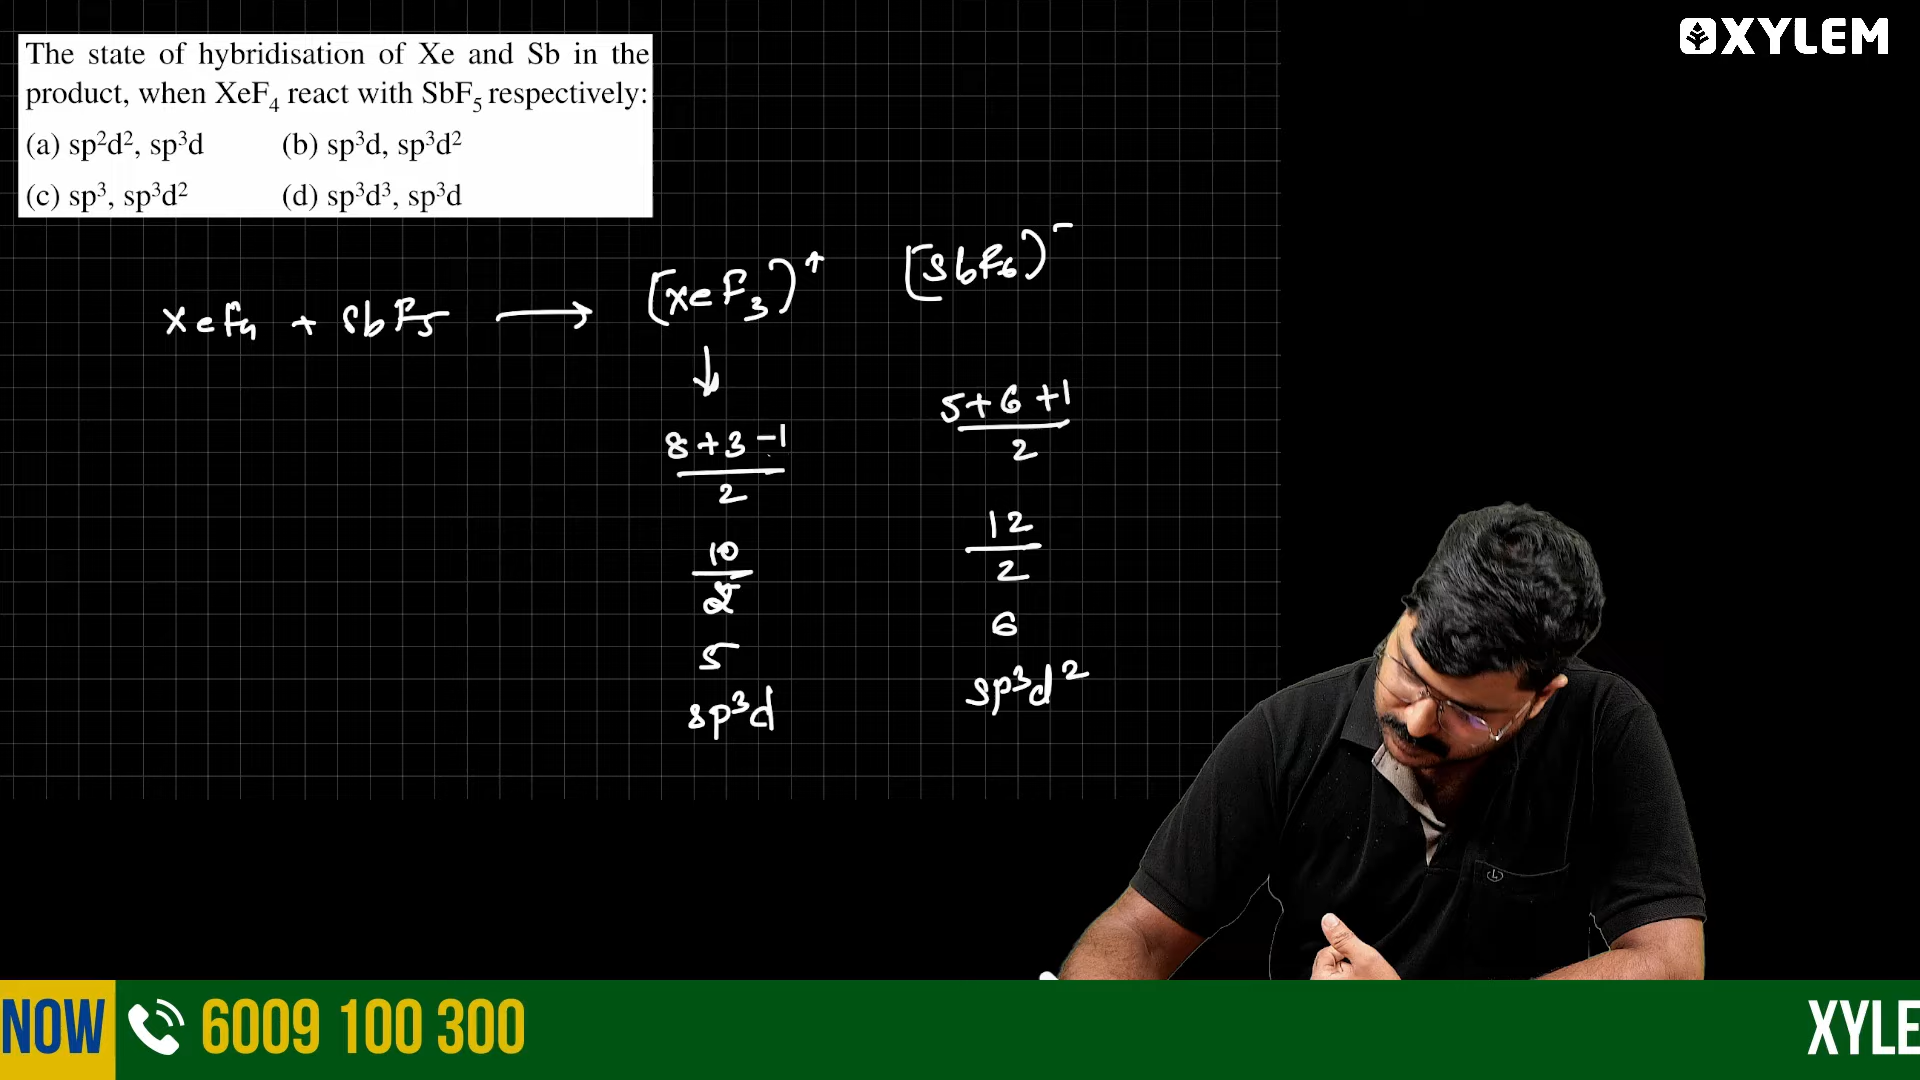 XYLEM
The state of hybridisation of Xe and Sb in the
product, when XeF₄ react with SbF₅ respectively:
(a) sp²d², sp³d (b) sp³d, sp³d²
(c) sp³, sp³d² (d) sp³d³, sp³d
XeF₄ + SbF₅ ⟶ [XeF₃)⁺ [SbF₆)⁻
↓
8+3-1
2
10
2
5
sp³d
5+6+1
2
12
2
6
sp³d²
NOW 6009 100 300 XYLE